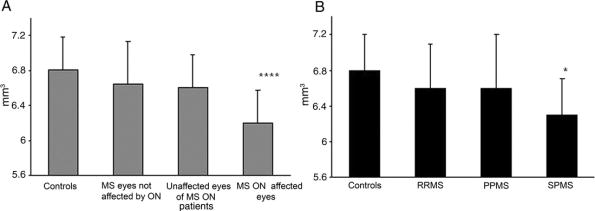 A
7.2
6.8
6.4
6
5.6
mm³
****
Controls
MS eyes not
affected by ON
Unaffected eyes
of MS ON
patients
MS ON affected
eyes
B
7.2
6.8
6.4
6
5.6
mm³
*
Controls
RRMS
PPMS
SPMS